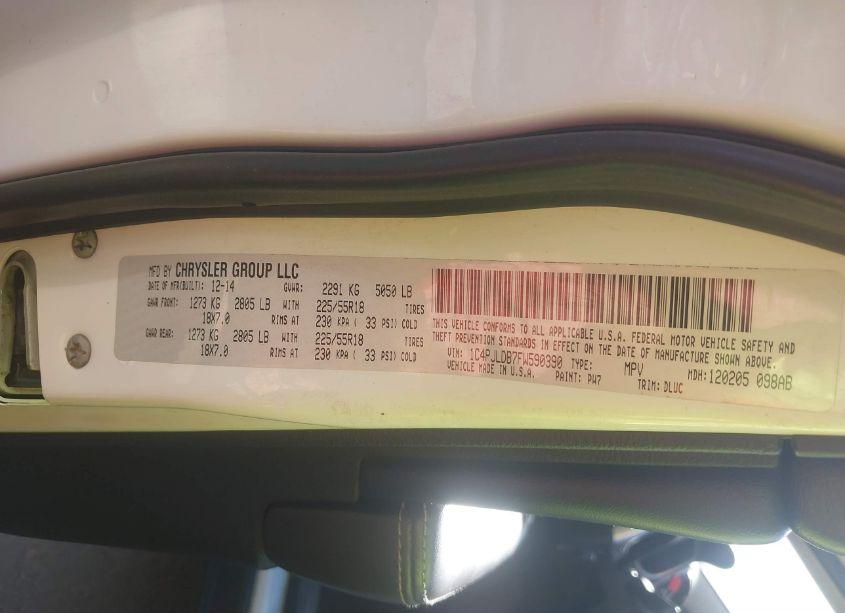 MFD BY CHRYSLER GROUP LLC
DATE OF MFR(BUILT): 12-14 GVWR: 2291 KG 5050 LB
GAWR FRONT: 1273 KG 2805 LB WITH 225/55R18 TIRES
18X7.0 RIMS AT 230 KPA ( 33 PSI) COLD
GAWR REAR: 1273 KG 2805 LB WITH 225/55R18 TIRES
18X7.0 RIMS AT 230 KPA ( 33 PSI) COLD
THIS VEHICLE CONFORMS TO ALL APPLICABLE U.S.A. FEDERAL MOTOR VEHICLE SAFETY AND
THEFT PREVENTION STANDARDS IN EFFECT ON THE DATE OF MANUFACTURE SHOWN ABOVE.
VIN: 1C4PJLDB7FW590390 TYPE: MPV MDH: 120205 098AB
VEHICLE MADE IN U.S.A. PAINT: PW7 TRIM: DLUC